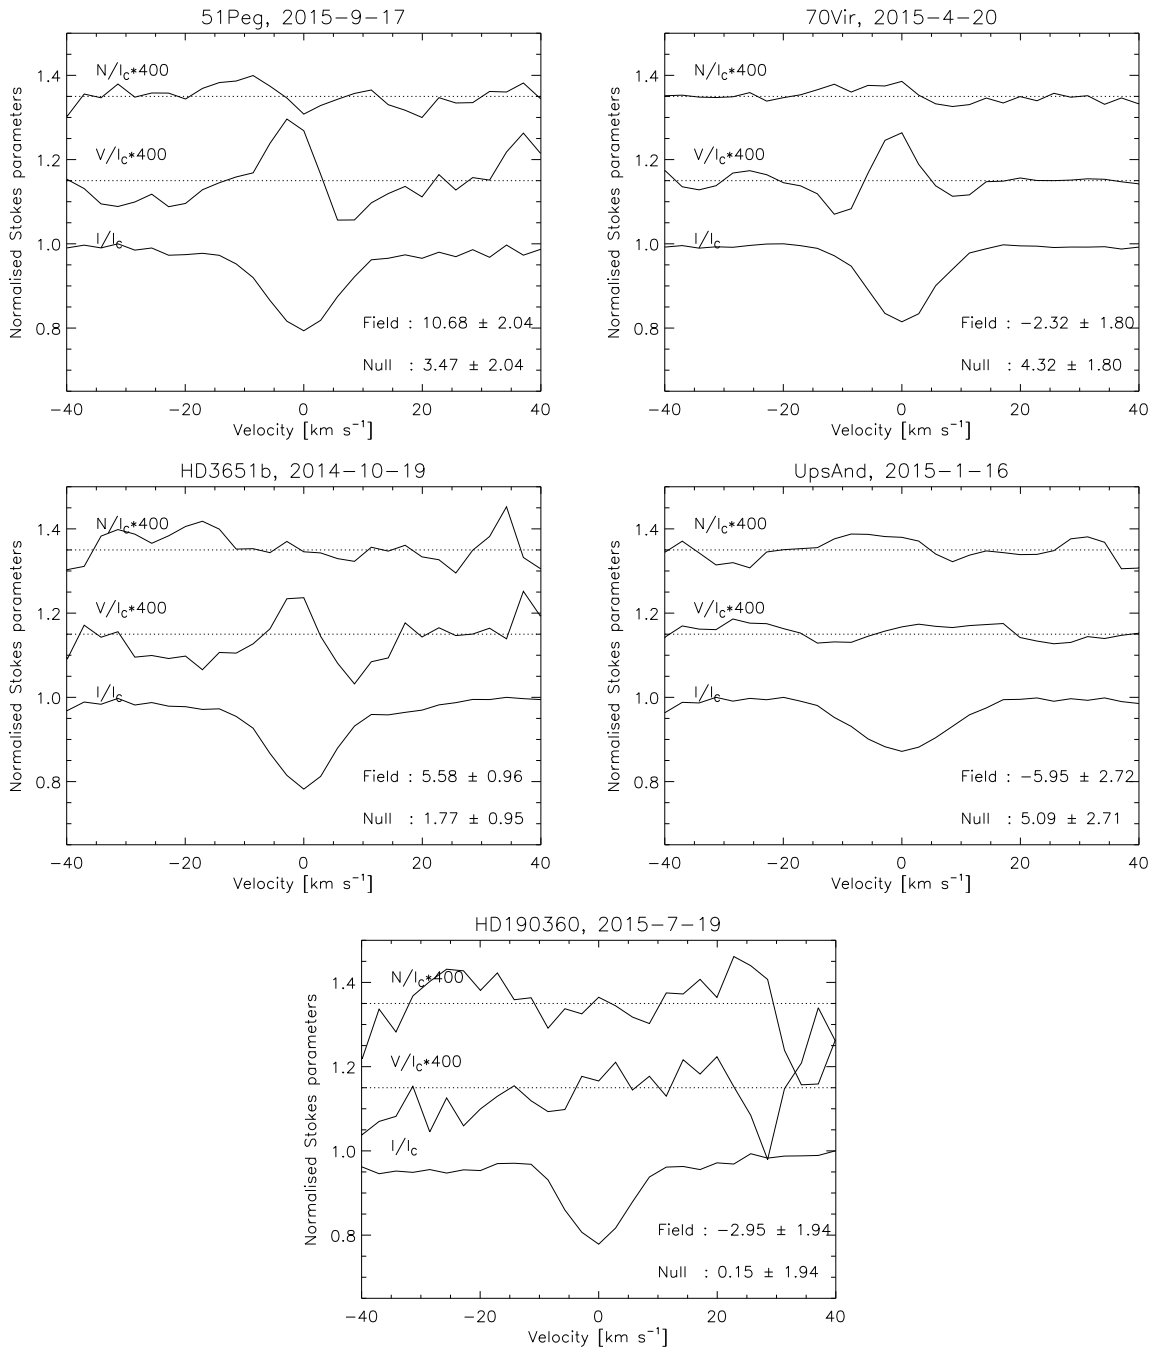 51Peg, 2015-9-17
Normalised Stokes parameters
1.4
1.2
1.0
0.8
N/Ic*400
V/Ic*400
I/Ic
Field : 10.68 ± 2.04
Null : 3.47 ± 2.04
-40 -20 0 20 40
Velocity [km s-1]
70Vir, 2015-4-20
Normalised Stokes parameters
1.4
1.2
1.0
0.8
N/Ic*400
V/Ic*400
I/Ic
Field : -2.32 ± 1.80
Null : 4.32 ± 1.80
-40 -20 0 20 40
Velocity [km s-1]
HD3651b, 2014-10-19
Normalised Stokes parameters
1.4
1.2
1.0
0.8
N/Ic*400
V/Ic*400
I/Ic
Field : 5.58 ± 0.96
Null : 1.77 ± 0.95
-40 -20 0 20 40
Velocity [km s-1]
UpsAnd, 2015-1-16
Normalised Stokes parameters
1.4
1.2
1.0
0.8
N/Ic*400
V/Ic*400
I/Ic
Field : -5.95 ± 2.72
Null : 5.09 ± 2.71
-40 -20 0 20 40
Velocity [km s-1]
HD190360, 2015-7-19
Normalised Stokes parameters
1.4
1.2
1.0
0.8
N/Ic*400
V/Ic*400
I/Ic
Field : -2.95 ± 1.94
Null : 0.15 ± 1.94
-40 -20 0 20 40
Velocity [km s-1]